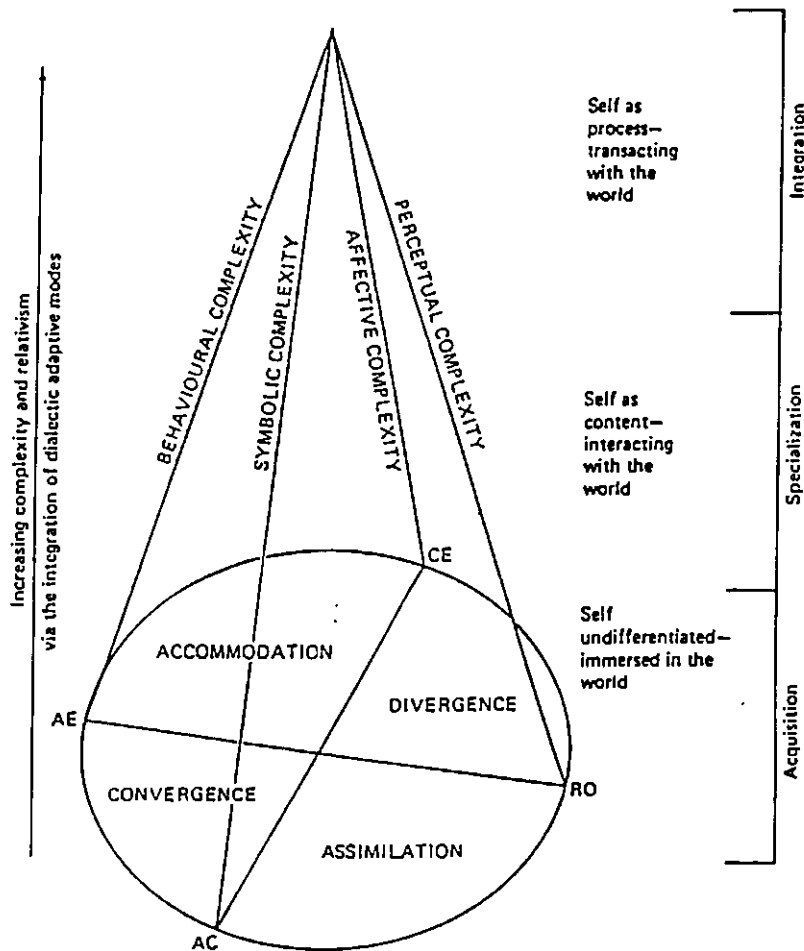 Increasing complexity and relativism
via the integration of dialectic adaptive modes
BEHAVIOURAL COMPLEXITY
SYMBOLIC COMPLEXITY
AFFECTIVE COMPLEXITY
PERCEPTUAL COMPLEXITY
Self as
process—
transacting
with the
world
Integration
Self as
content—
interacting
with the
world
Specialization
Self
undifferentiated—
immersed in the
world
Acquisition
CE
ACCOMMODATION
DIVERGENCE
AE
RO
CONVERGENCE
ASSIMILATION
AC